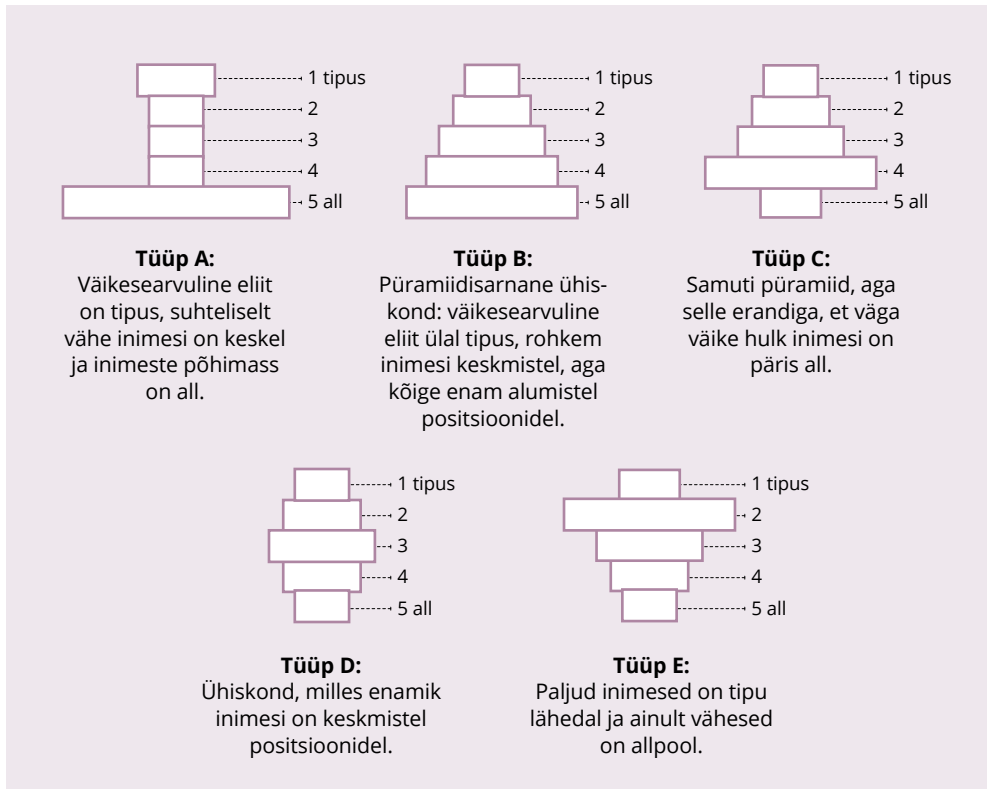 1 tipus
2
3
4
5 all
Tüüp A:
Väikesearvuline eliit
on tipus, suhteliselt
vähe inimesi on keskel
ja inimeste põhimass
on all.
1 tipus
2
3
4
5 all
Tüüp B:
Püramiidisarnane ühis-
kond: väikesearvuline
eliit ülal tipus, rohkem
inimesi keskmistel, aga
kõige enam alumistel
positsioonidel.
1 tipus
2
3
4
5 all
Tüüp C:
Samuti püramiid, aga
selle erandiga, et väga
väike hulk inimesi on
päris all.
1 tipus
2
3
4
5 all
Tüüp D:
Ühiskond, milles enamik
inimesi on keskmistel
positsioonidel.
1 tipus
2
3
4
5 all
Tüüp E:
Paljud inimesed on tipu
lähedal ja ainult vähesed
on allpool.